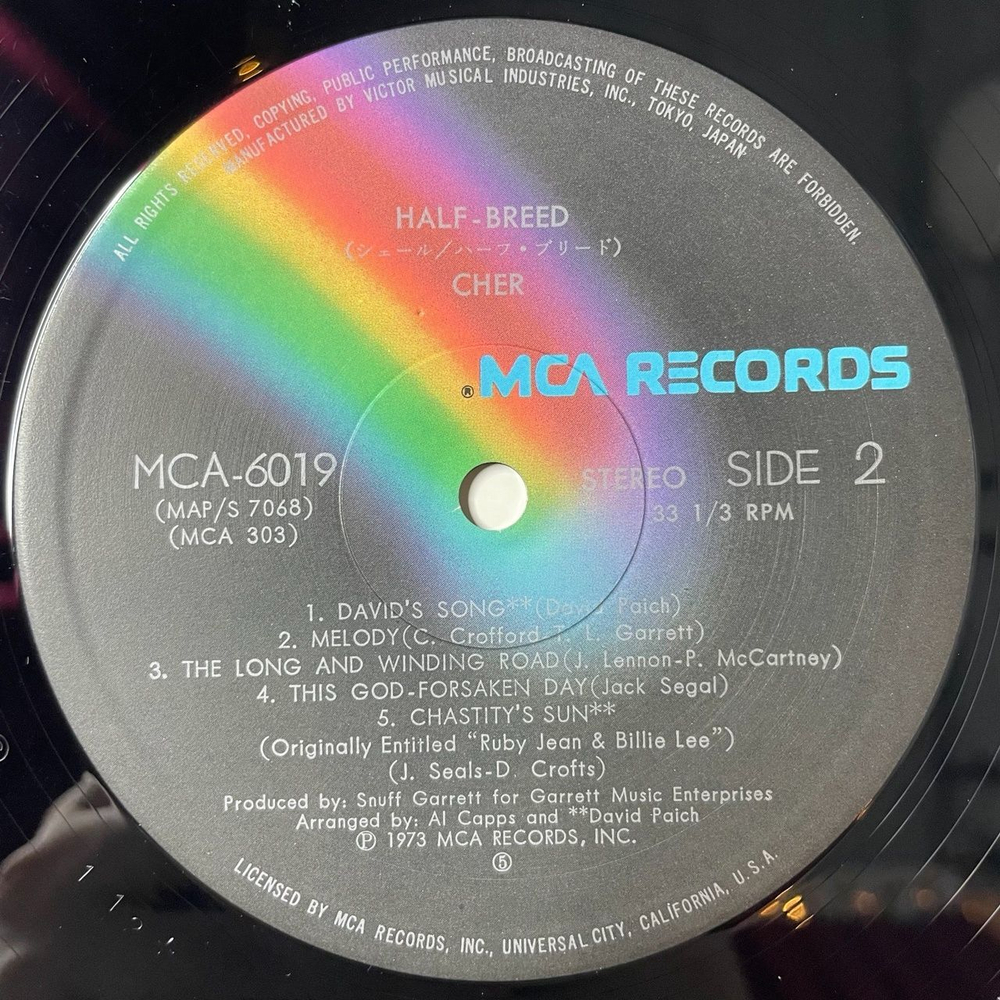 ALL RIGHTS RESERVED, COPYING, PUBLIC PERFORMANCE, BROADCASTING OF THESE RECORDS ARE FORBIDDEN.
MANUFACTURED BY VICTOR MUSICAL INDUSTRIES, INC., TOKYO, JAPAN
HALF-BREED
(シェール/ハーフ・ブリード)
CHER
® MCA RECORDS
MCA-6019
(MAP/S 7068)
(MCA 303)
STEREO SIDE 2
33 1/3 RPM
1. DAVID'S SONG**(David Paich)
2. MELODY(C. Crofford-T. L. Garrett)
3. THE LONG AND WINDING ROAD(J. Lennon-P. McCartney)
4. THIS GOD-FORSAKEN DAY(Jack Segal)
5. CHASTITY'S SUN**
(Originally Entitled “Ruby Jean & Billie Lee”)
(J. Seals-D. Crofts)
Produced by: Snuff Garrett for Garrett Music Enterprises
Arranged by: Al Capps and **David Paich
Ⓟ 1973 MCA RECORDS, INC.
⑤
LICENSED BY MCA RECORDS, INC., UNIVERSAL CITY, CALIFORNIA, U.S.A.